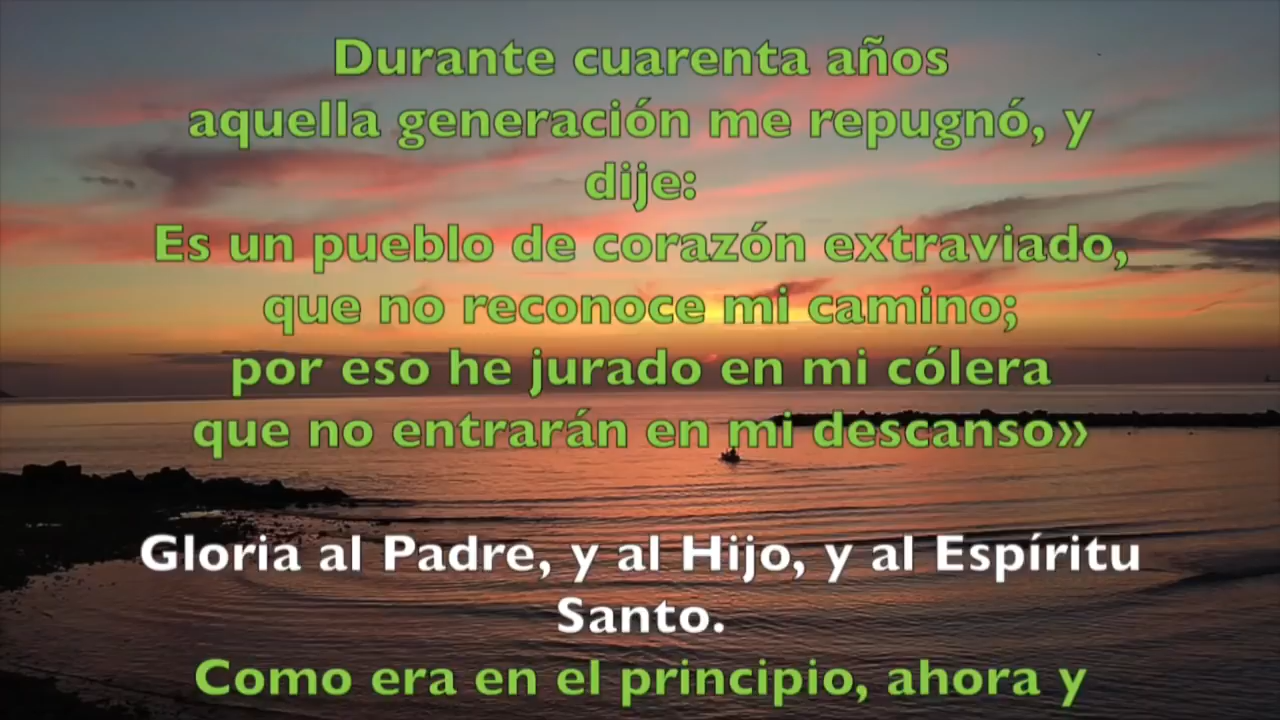 Durante cuarenta años
aquella generación me repugnó, y
dije:
Es un pueblo de corazón extraviado,
que no reconoce mi camino;
por eso he jurado en mi cólera
que no entrarán en mi descanso»
Gloria al Padre, y al Hijo, y al Espíritu
Santo.
Como era en el principio, ahora y